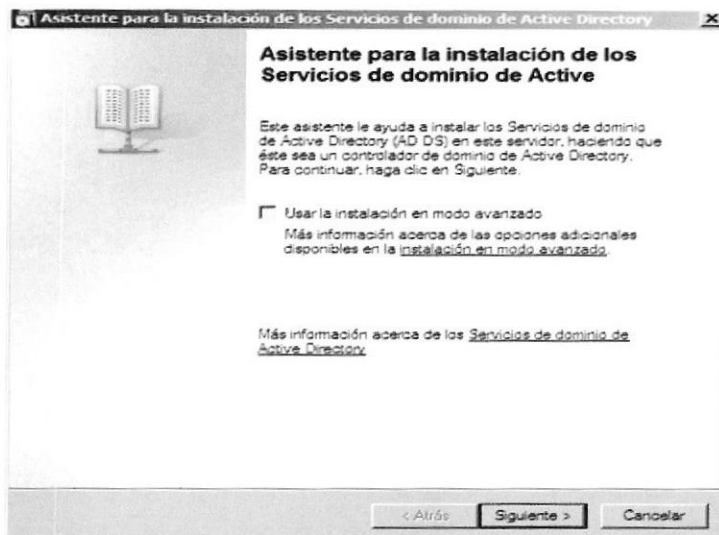 Asistente para la instalación de los Servicios de dominio de Active Directory
Asistente para la instalación de los
Servicios de dominio de Active
Este asistente le ayuda a instalar los Servicios de dominio
de Active Directory (AD DS) en este servidor, haciendo que
éste sea un controlador de dominio de Active Directory.
Para continuar, haga clic en Siguiente.
Usar la instalación en modo avanzado
Más información acerca de las opciones adicionales
disponibles en la instalación en modo avanzado.
Más información acerca de los Servicios de dominio de
Active Directory
< Atrás
Siguiente >
Cancelar